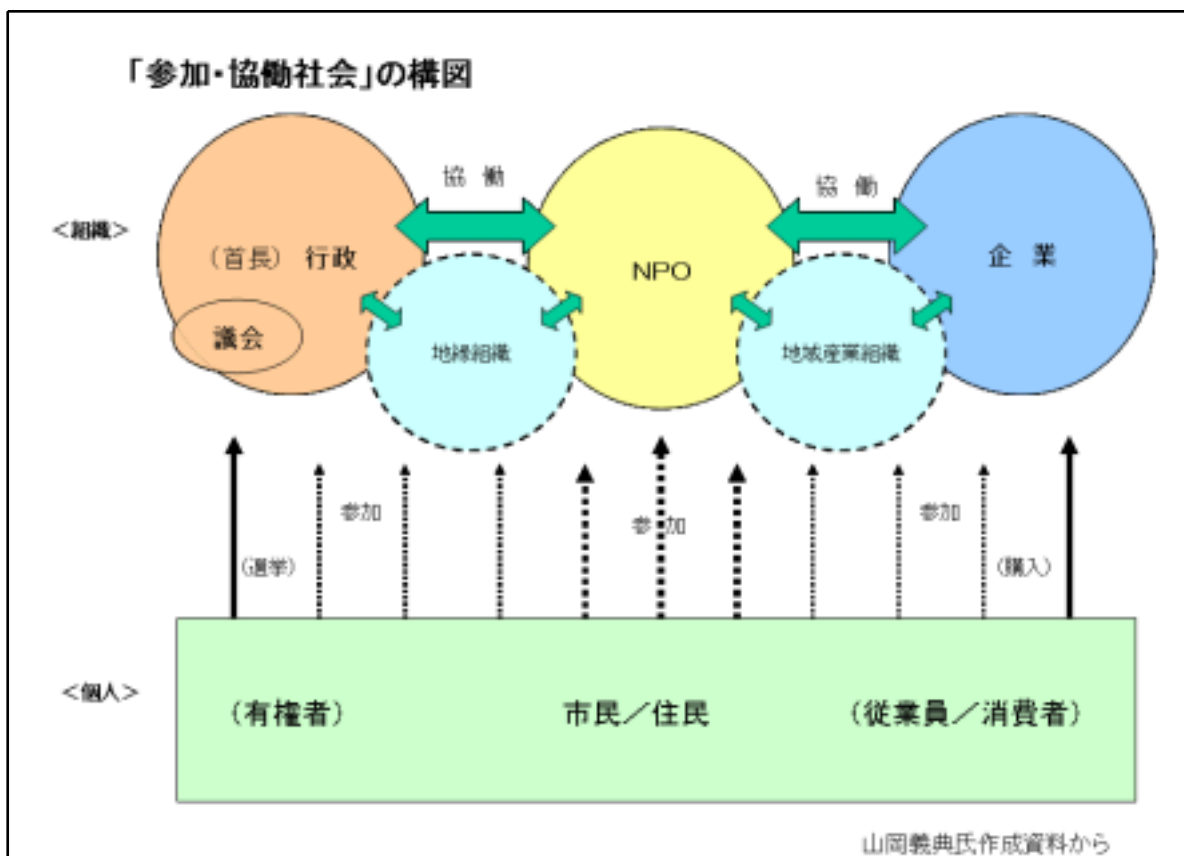 「参加・協働社会」の構図
協 働
協 働
＜組織＞
（首長） 行政
NPO
企 業
議会
地縁組織
地域産業組織
参加
参 加
参加
（選挙）
（購入）
＜個人＞
（有権者）
市民／住民
（従業員／消費者）
山岡義典氏作成資料から